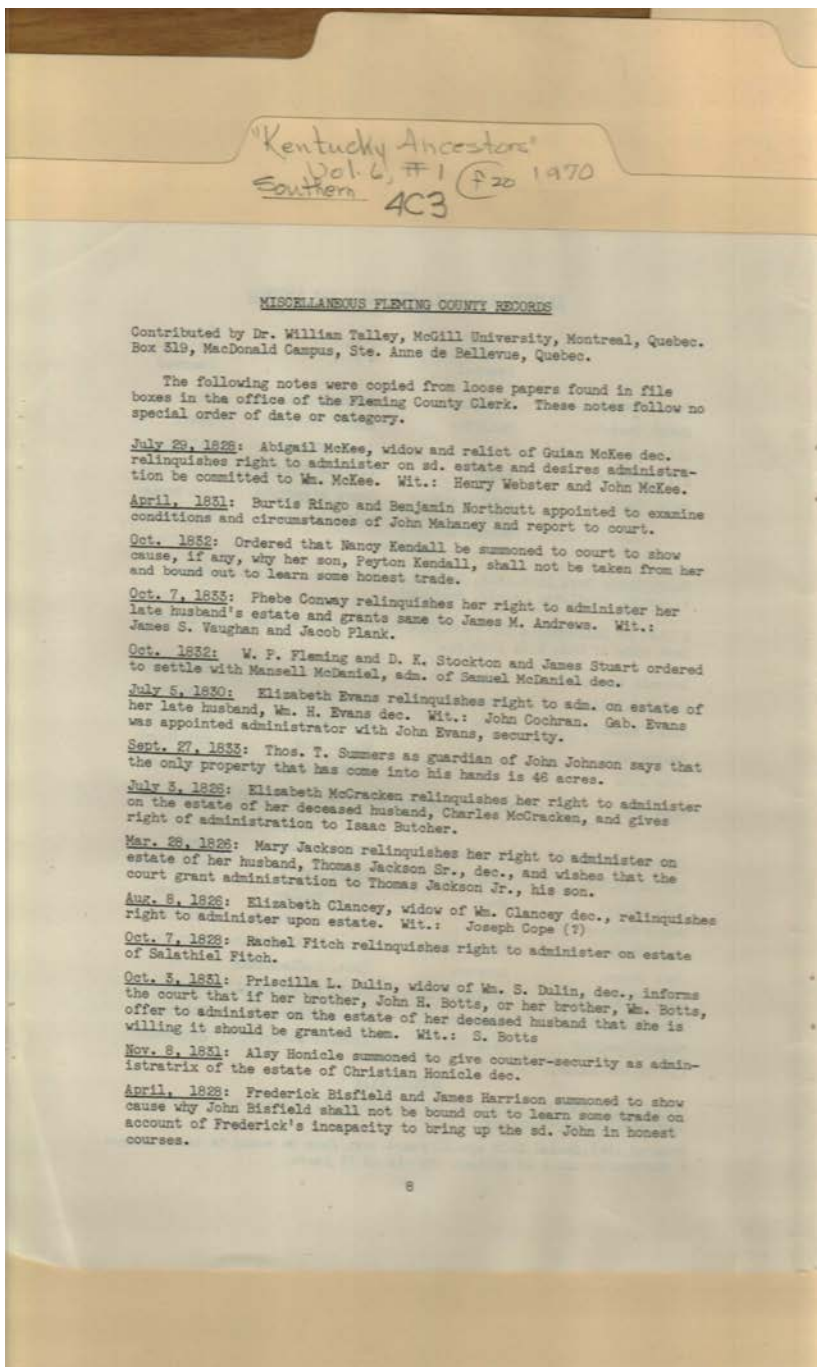 "Kentucky Ancestors"
Vol. 6, #1 f20 1970
Southern
4C3
MISCELLANEOUS FLEMING COUNTY RECORDS
Contributed by Dr. William Talley, McGill University, Montreal, Quebec.
Box 319, MacDonald Campus, Ste. Anne de Bellevue, Quebec.
The following notes were copied from loose papers found in file
boxes in the office of the Fleming County Clerk. These notes follow no
special order of date or category.
July 29, 1828: Abigail McKee, widow and relict of Guian McKee dec.
relinquishes right to administer on sd. estate and desires administra-
tion be committed to Wm. McKee. Wit.: Henry Webster and John McKee.
April, 1831: Burtis Ringo and Benjamin Northcutt appointed to examine
conditions and circumstances of John Mahaney and report to court.
Oct. 1832: Ordered that Nancy Kendall be summoned to court to show
cause, if any, why her son, Peyton Kendall, shall not be taken from her
and bound out to learn some honest trade.
Oct. 7, 1833: Phebe Conway relinquishes her right to administer her
late husband's estate and grants same to James M. Andrews. Wit.:
James S. Vaughan and Jacob Plank.
Oct. 1832: W. P. Fleming and D. K. Stockton and James Stuart ordered
to settle with Mansell McDaniel, adm. of Samuel McDaniel dec.
July 5, 1830: Elizabeth Evans relinquishes right to adm. on estate of
her late husband, Wm. H. Evans dec. Wit.: John Cochran. Gab. Evans
was appointed administrator with John Evans, security.
Sept. 27, 1833: Thos. T. Summers as guardian of John Johnson says that
the only property that has come into his hands is 46 acres.
July 3, 1826: Elizabeth McCracken relinquishes her right to administer
on the estate of her deceased husband, Charles McCracken, and gives
right of administration to Isaac Butcher.
Mar. 28, 1826: Mary Jackson relinquishes her right to administer on
estate of her husband, Thomas Jackson Sr., dec., and wishes that the
court grant administration to Thomas Jackson Jr., his son.
Aug. 8, 1826: Elizabeth Clancey, widow of Wm. Clancey dec., relinquishes
right to administer upon estate. Wit.: Joseph Cope (?)
Oct. 7, 1828: Rachel Fitch relinquishes right to administer on estate
of Salathiel Fitch.
Oct. 3, 1831: Priscilla L. Dulin, widow of Wm. S. Dulin, dec., informs
the court that if her brother, John H. Botts, or her brother, Wm. Botts,
offer to administer on the estate of her deceased husband that she is
willing it should be granted them. Wit.: S. Botts
Nov. 8, 1831: Alsy Honicle summoned to give counter-security as admin-
istratrix of the estate of Christian Honicle dec.
April, 1828: Frederick Bisfield and James Harrison summoned to show
cause why John Bisfield shall not be bound out to learn some trade on
account of Frederick's incapacity to bring up the sd. John in honest
courses.
8